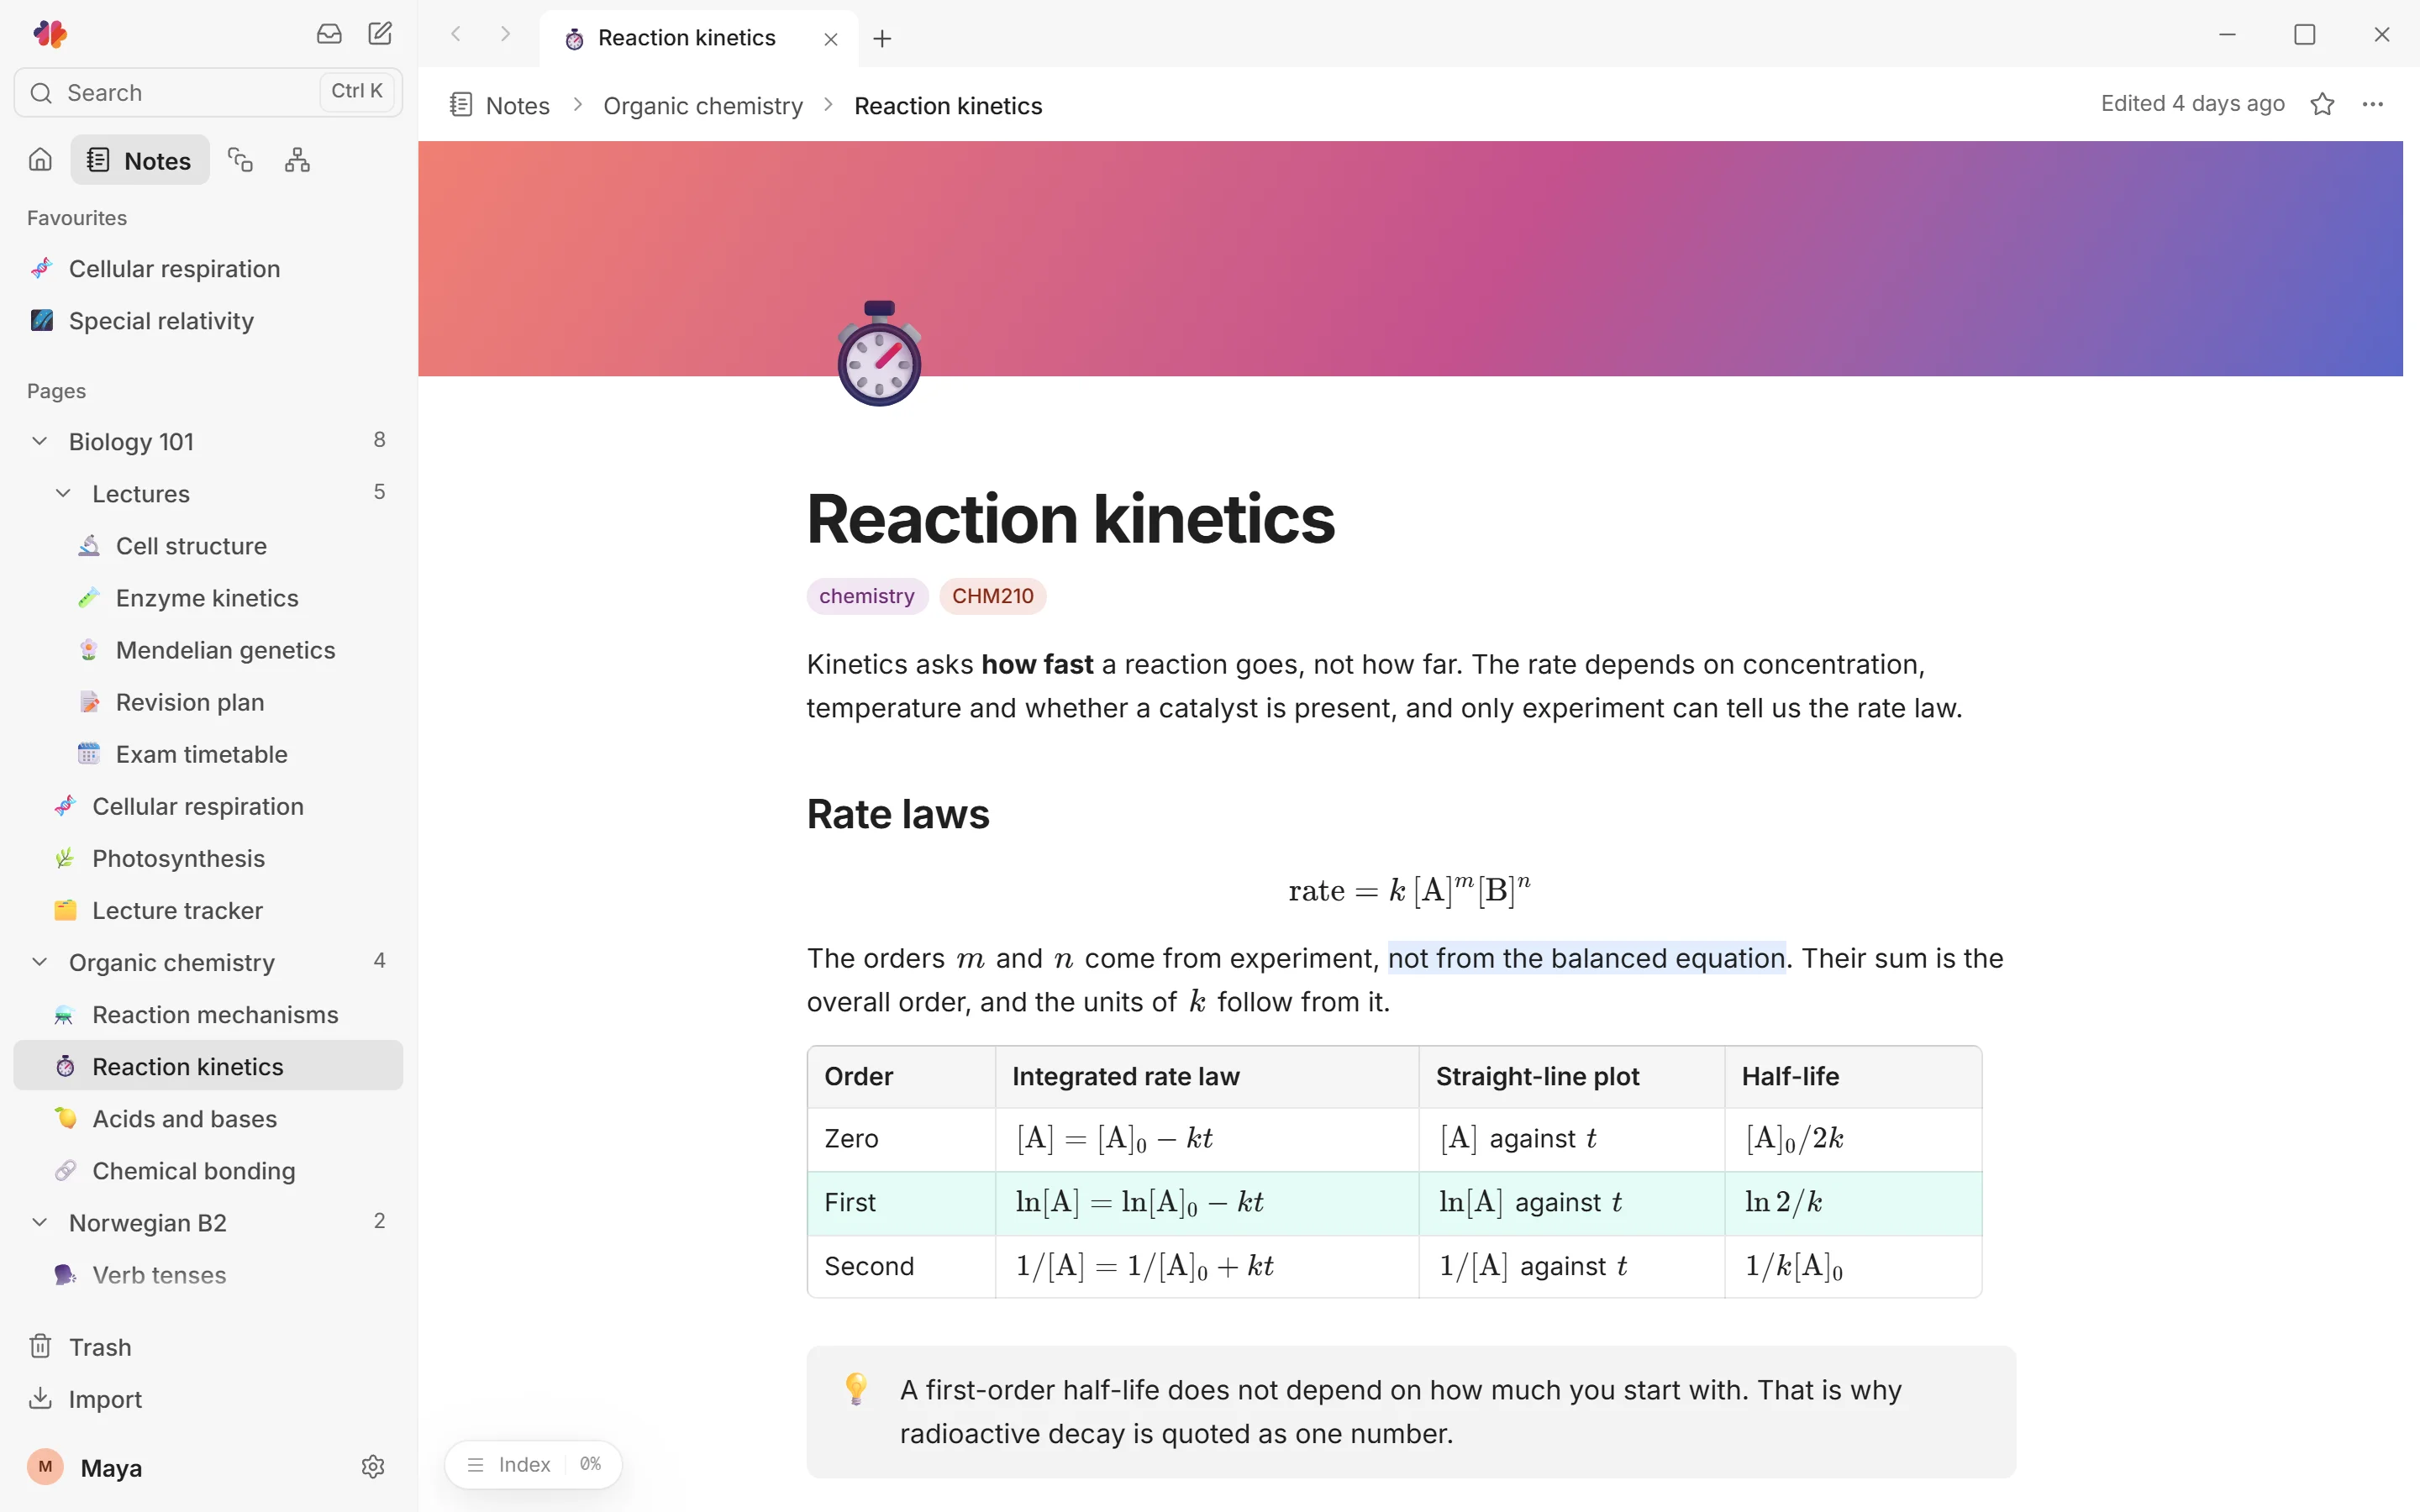 Search
Ctrl K
Notes
Favourites
Cellular respiration
Special relativity
Pages
Biology 101 8
Lectures 5
Cell structure
Enzyme kinetics
Mendelian genetics
Revision plan
Exam timetable
Cellular respiration
Photosynthesis
Lecture tracker
Organic chemistry 4
Reaction mechanisms
Reaction kinetics
Acids and bases
Chemical bonding
Norwegian B2 2
Verb tenses
Trash
Import
M Maya
Reaction kinetics
Notes > Organic chemistry > Reaction kinetics
Edited 4 days ago
Reaction kinetics
chemistry CHM210
Kinetics asks how fast a reaction goes, not how far. The rate depends on concentration,
temperature and whether a catalyst is present, and only experiment can tell us the rate law.
Rate laws
rate = k [A]^m[B]^n
The orders m and n come from experiment, not from the balanced equation. Their sum is the
overall order, and the units of k follow from it.
Order Integrated rate law Straight-line plot Half-life
Zero [A] = [A]₀ − kt [A] against t [A]₀/2k
First ln[A] = ln[A]₀ − kt ln[A] against t ln 2/k
Second 1/[A] = 1/[A]₀ + kt 1/[A] against t 1/k[A]₀
A first-order half-life does not depend on how much you start with. That is why
radioactive decay is quoted as one number.
Index 0%